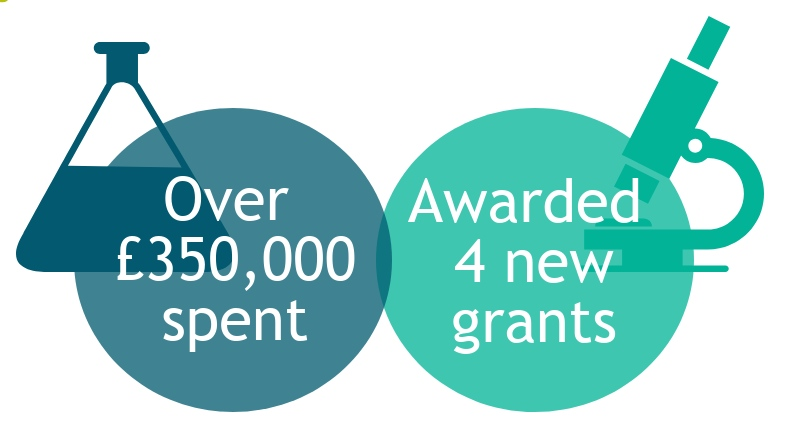 Over
£350,000
spent
Awarded
4 new
grants